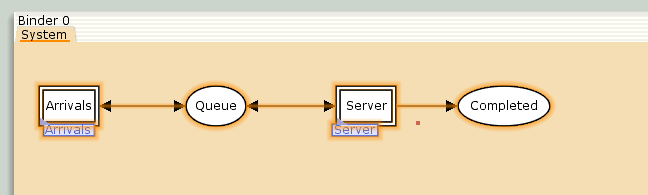 Binder 0
System
Arrivals
Queue
Server
Completed
Arrivals
Server